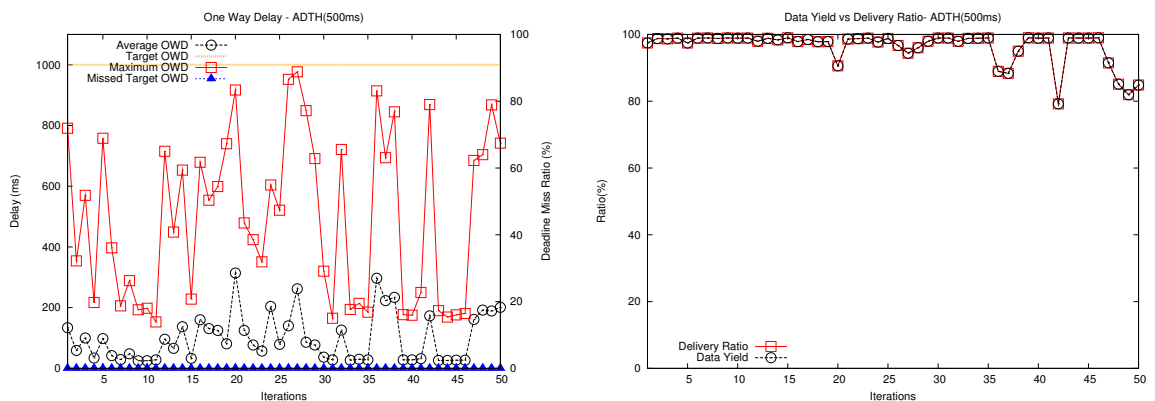 One Way Delay - ADTH(500ms)
Average OWD
Target OWD
Maximum OWD
Missed Target OWD
Delay (ms)
0
200
400
600
800
1000
Deadline Miss Ratio (%)
0
20
40
60
80
100
5 10 15 20 25 30 35 40 45 50
Iterations
Data Yield vs Delivery Ratio- ADTH(500ms)
Ratio(%)
0
20
40
60
80
100
Delivery Ratio
Data Yield
5 10 15 20 25 30 35 40 45 50
Iterations